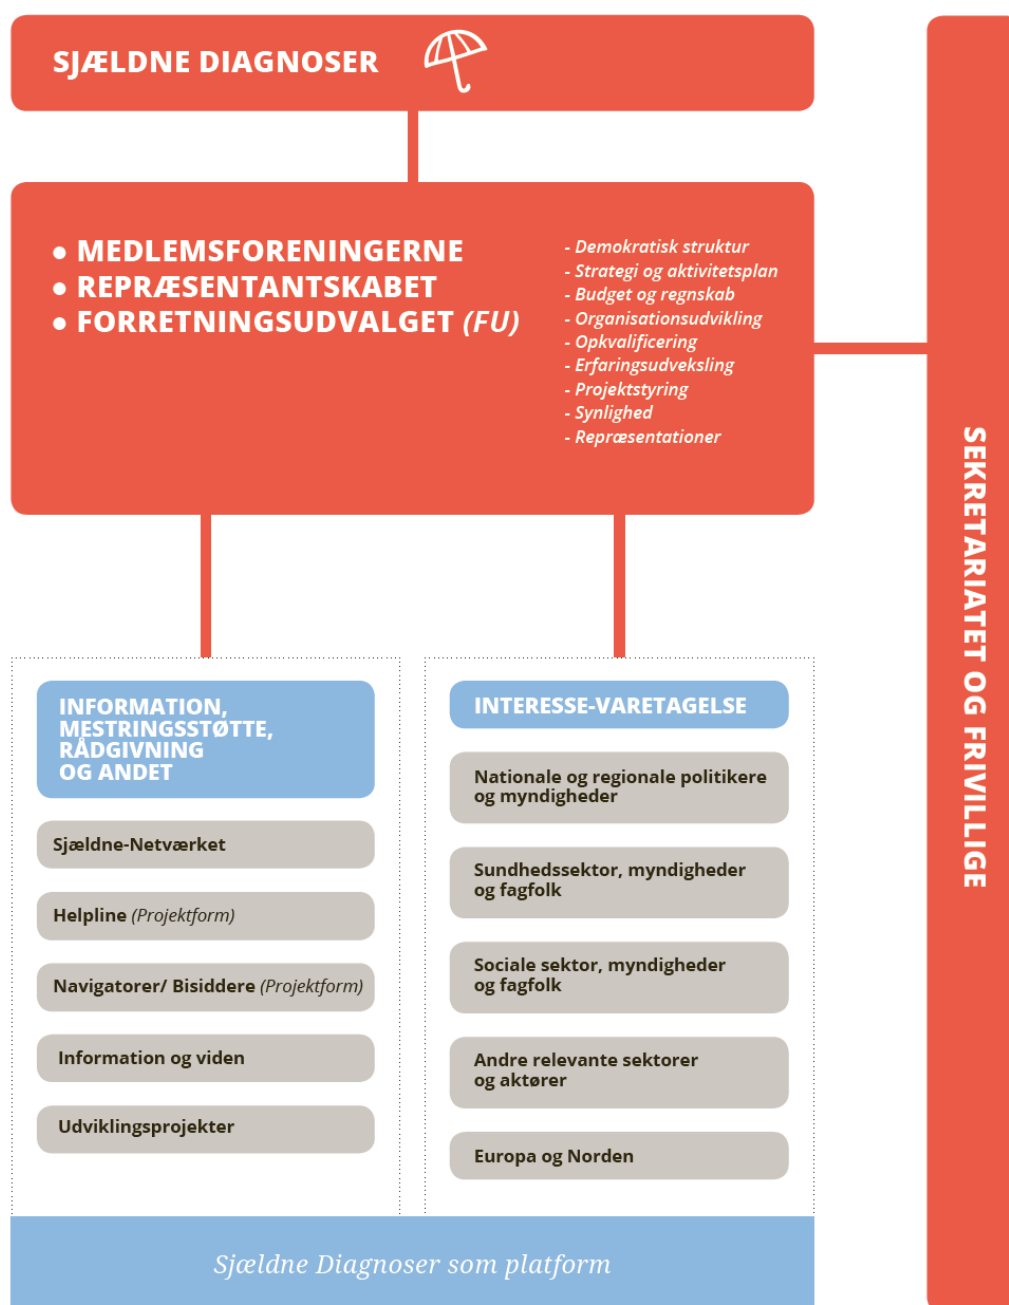 SJÆLDNE DIAGNOSER
● MEDLEMSFORENINGERNE
● REPRÆSENTANTSKABET
● FORRETNINGSUDVALGET (FU)
- Demokratisk struktur
- Strategi og aktivitetsplan
- Budget og regnskab
- Organisationsudvikling
- Opkvalificering
- Erfaringsudveksling
- Projektstyring
- Synlighed
- Repræsentationer
SEKRETARIATET OG FRIVILLIGE
INFORMATION,
MESTRINGSSTØTTE,
RÅDGIVNING
OG ANDET
Sjældne-Netværket
Helpline (Projektform)
Navigatorer/ Bisiddere (Projektform)
Information og viden
Udviklingsprojekter
INTERESSE-VARETAGELSE
Nationale og regionale politikere
og myndigheder
Sundhedssektor, myndigheder
og fagfolk
Sociale sektor, myndigheder
og fagfolk
Andre relevante sektorer
og aktører
Europa og Norden
Sjældne Diagnoser som platform